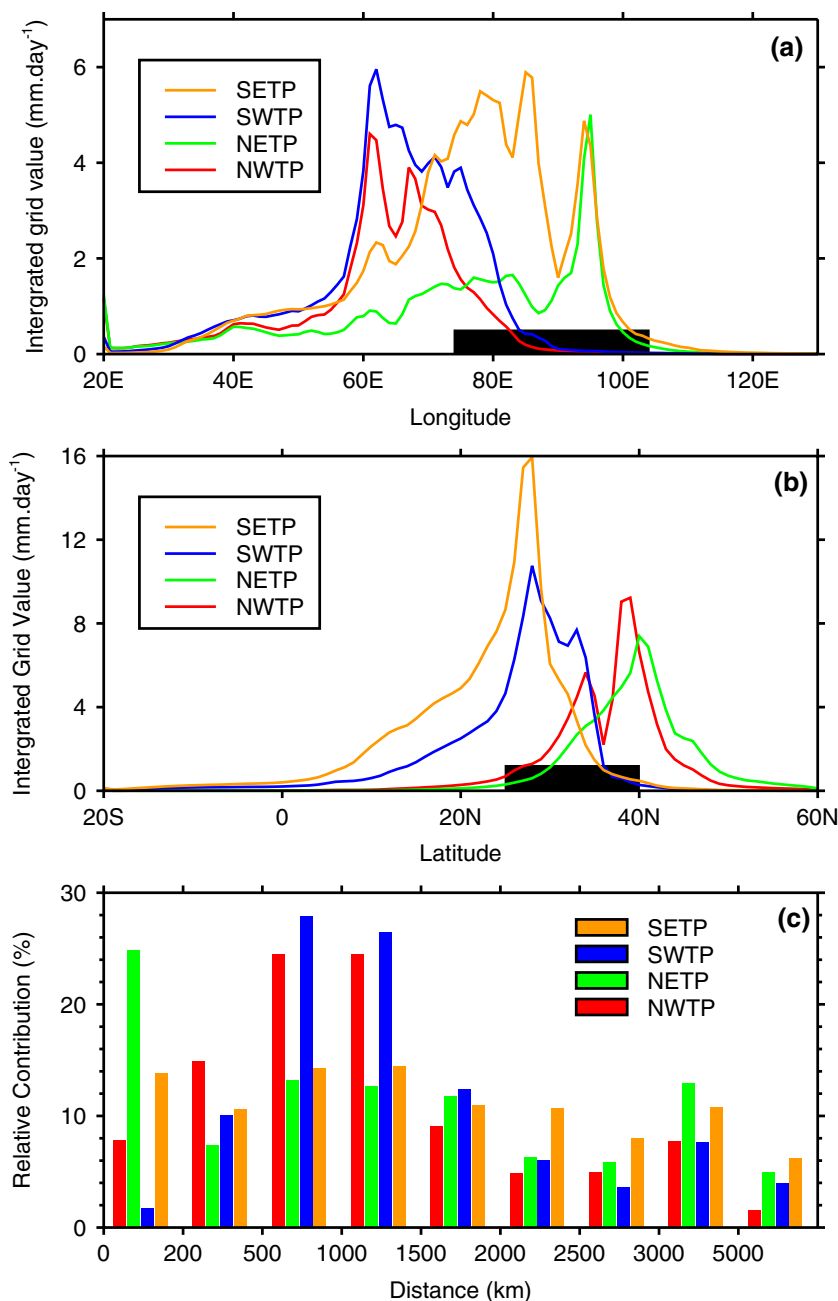 (a)
SETP
SWTP
NETP
NWTP
Intergrated grid value (mm.day-1)
6
4
2
0
20E 40E 60E 80E 100E 120E
Longitude
(b)
SETP
SWTP
NETP
NWTP
Intergrated Grid Value (mm.day-1)
16
12
8
4
0
20S 0 20N 40N 60N
Latitude
(c)
SETP
SWTP
NETP
NWTP
Relative Contribution (%)
30
20
10
0
0 200 500 1000 1500 2000 2500 3000 5000
Distance (km)